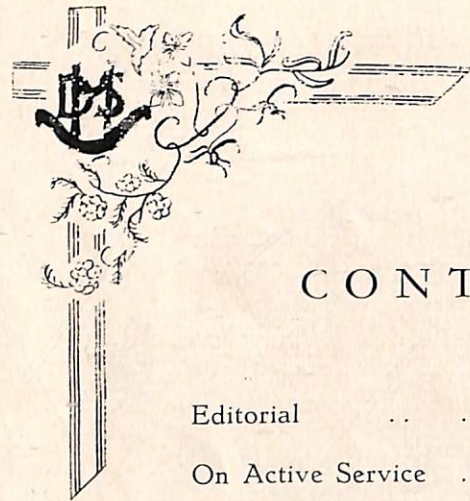 CONT
Editorial .. .
On Active Service .